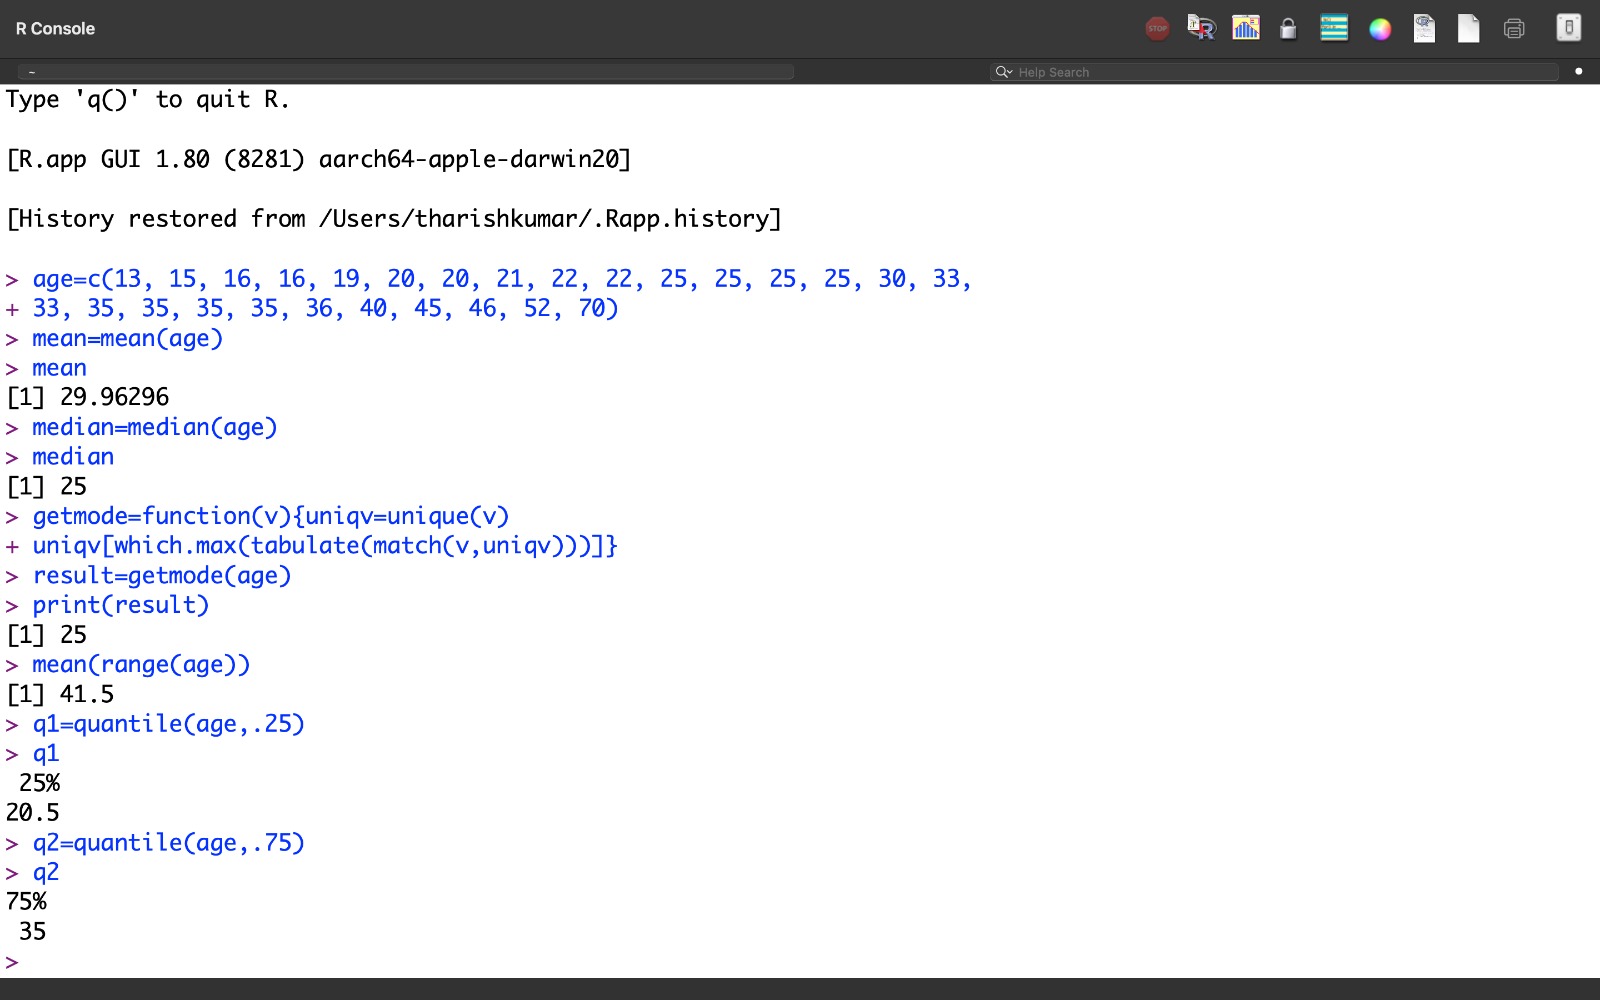 R Console
STOP
~
Help Search
Type 'q()' to quit R.
[R.app GUI 1.80 (8281) aarch64-apple-darwin20]
[History restored from /Users/tharishkumar/.Rapp.history]
> age=c(13, 15, 16, 16, 19, 20, 20, 21, 22, 22, 25, 25, 25, 25, 30, 33,
+ 33, 35, 35, 35, 35, 36, 40, 45, 46, 52, 70)
> mean=mean(age)
> mean
[1] 29.96296
> median=median(age)
> median
[1] 25
> getmode=function(v){uniqv=unique(v)
+ uniqv[which.max(tabulate(match(v,uniqv)))]}
> result=getmode(age)
> print(result)
[1] 25
> mean(range(age))
[1] 41.5
> q1=quantile(age,.25)
> q1
25%
20.5
> q2=quantile(age,.75)
> q2
75%
35
>